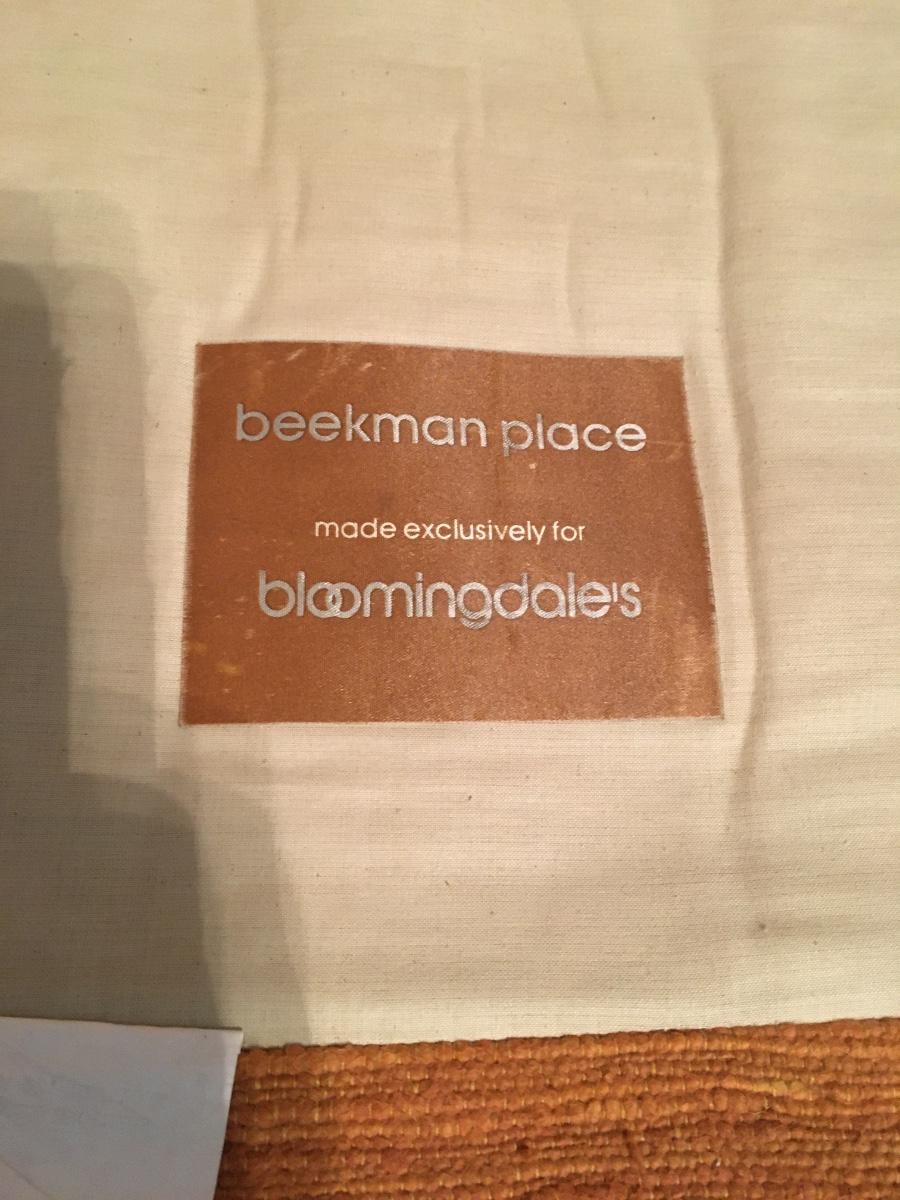 beekman place
made exclusively for
bloomingdale's